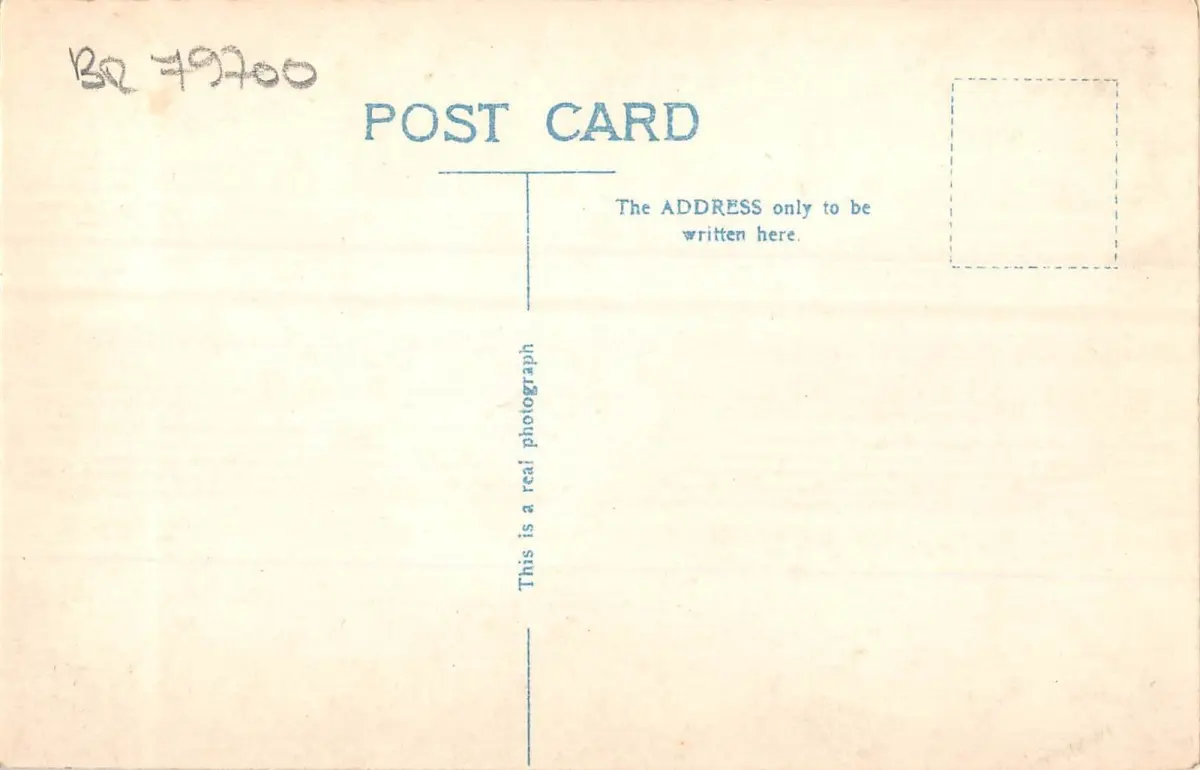 BR 79700
POST CARD
The ADDRESS only to be
written here.
This is a real photograph